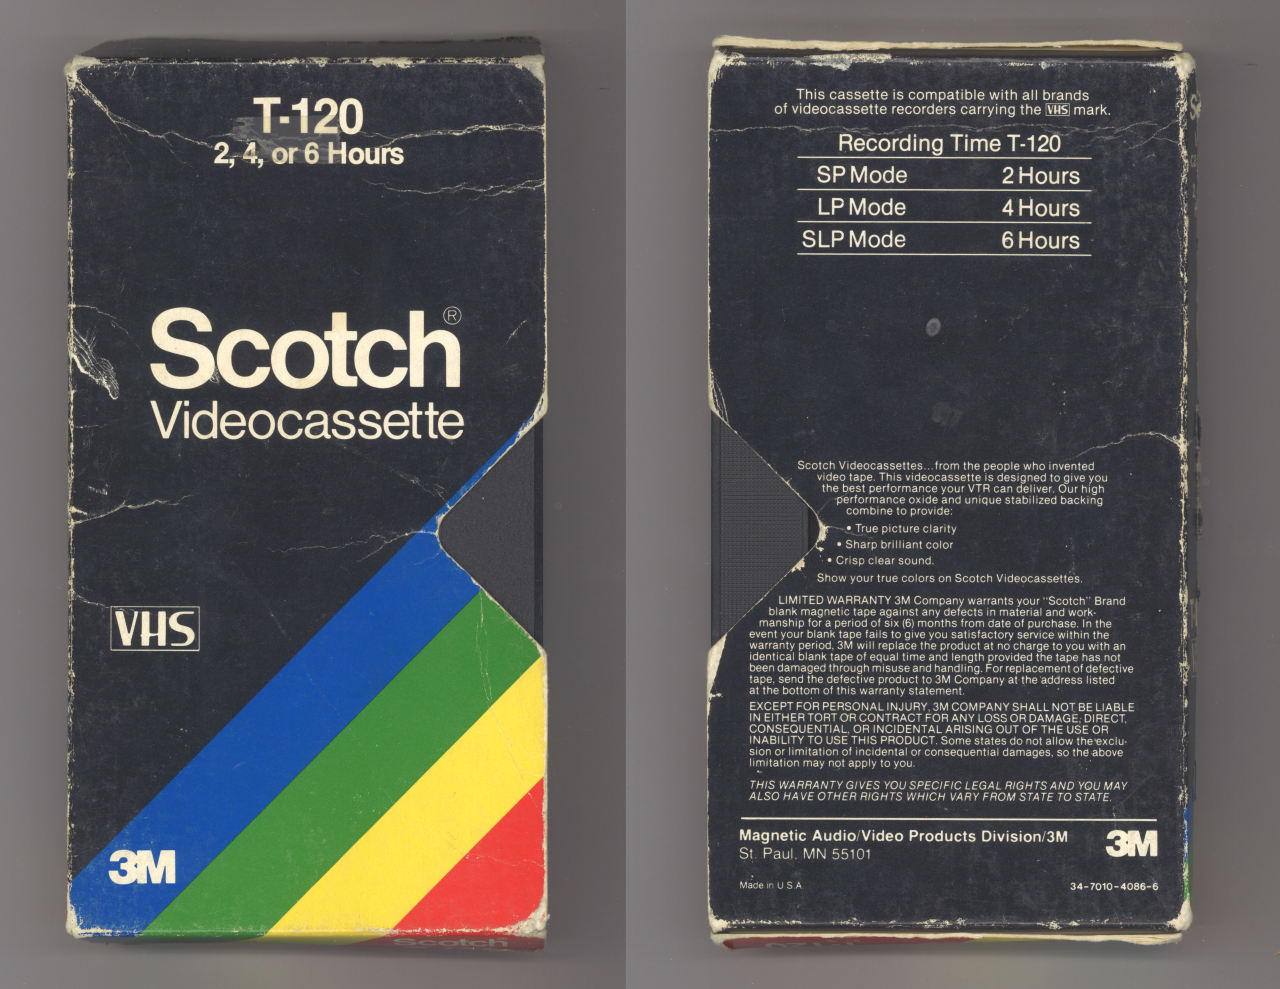 T-120
2, 4, or 6 Hours
Scotch®
Videocassette
VHS
3M
Scotch
This cassette is compatible with all brands
of videocassette recorders carrying the VHS mark.
Recording Time T-120
SP Mode 2 Hours
LP Mode 4 Hours
SLP Mode 6 Hours
Scotch Videocassettes...from the people who invented
video tape. This videocassette is designed to give you
the best performance your VTR can deliver. Our high
performance oxide and unique stabilized backing
combine to provide:
• True picture clarity
• Sharp brilliant color
• Crisp clear sound.
Show your true colors on Scotch Videocassettes.
LIMITED WARRANTY 3M Company warrants your "Scotch" Brand
blank magnetic tape against any defects in material and work-
manship for a period of six (6) months from date of purchase. In the
event your blank tape fails to give you satisfactory service within the
warranty period, 3M will replace the product at no charge to you with an
identical blank tape of equal time and length provided the tape has not
been damaged through misuse and handling. For replacement of defective
tape, send the defective product to 3M Company at the address listed
at the bottom of this warranty statement.
EXCEPT FOR PERSONAL INJURY, 3M COMPANY SHALL NOT BE LIABLE
IN EITHER TORT OR CONTRACT FOR ANY LOSS OR DAMAGE, DIRECT,
CONSEQUENTIAL, OR INCIDENTAL ARISING OUT OF THE USE OR
INABILITY TO USE THIS PRODUCT. Some states do not allow the exclu-
sion or limitation of incidental or consequential damages, so the above
limitation may not apply to you.
THIS WARRANTY GIVES YOU SPECIFIC LEGAL RIGHTS AND YOU MAY
ALSO HAVE OTHER RIGHTS WHICH VARY FROM STATE TO STATE.
Magnetic Audio/Video Products Division/3M
St. Paul, MN 55101
3M
Made in U.S.A.
34-7010-4086-6